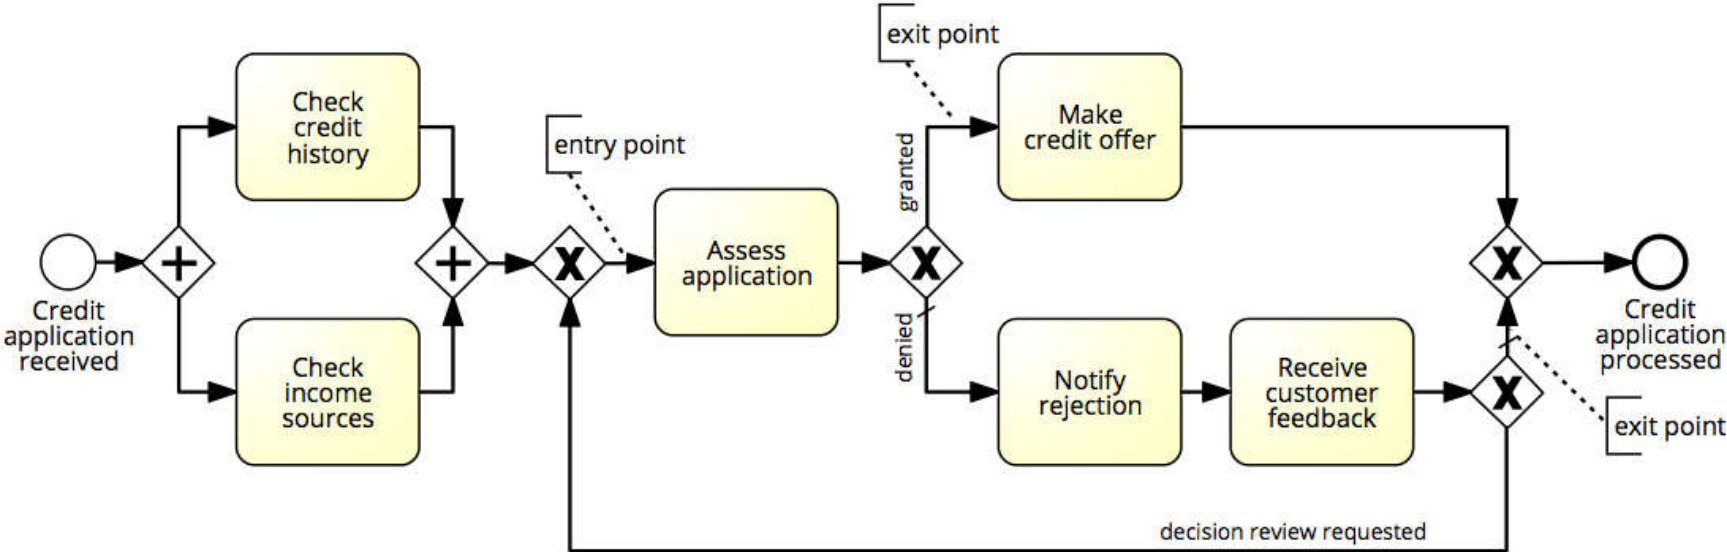 Credit
application
received
Check
credit
history
Check
income
sources
entry point
Assess
application
exit point
granted
denied
Make
credit offer
Notify
rejection
Receive
customer
feedback
decision review requested
Credit
application
processed
exit point